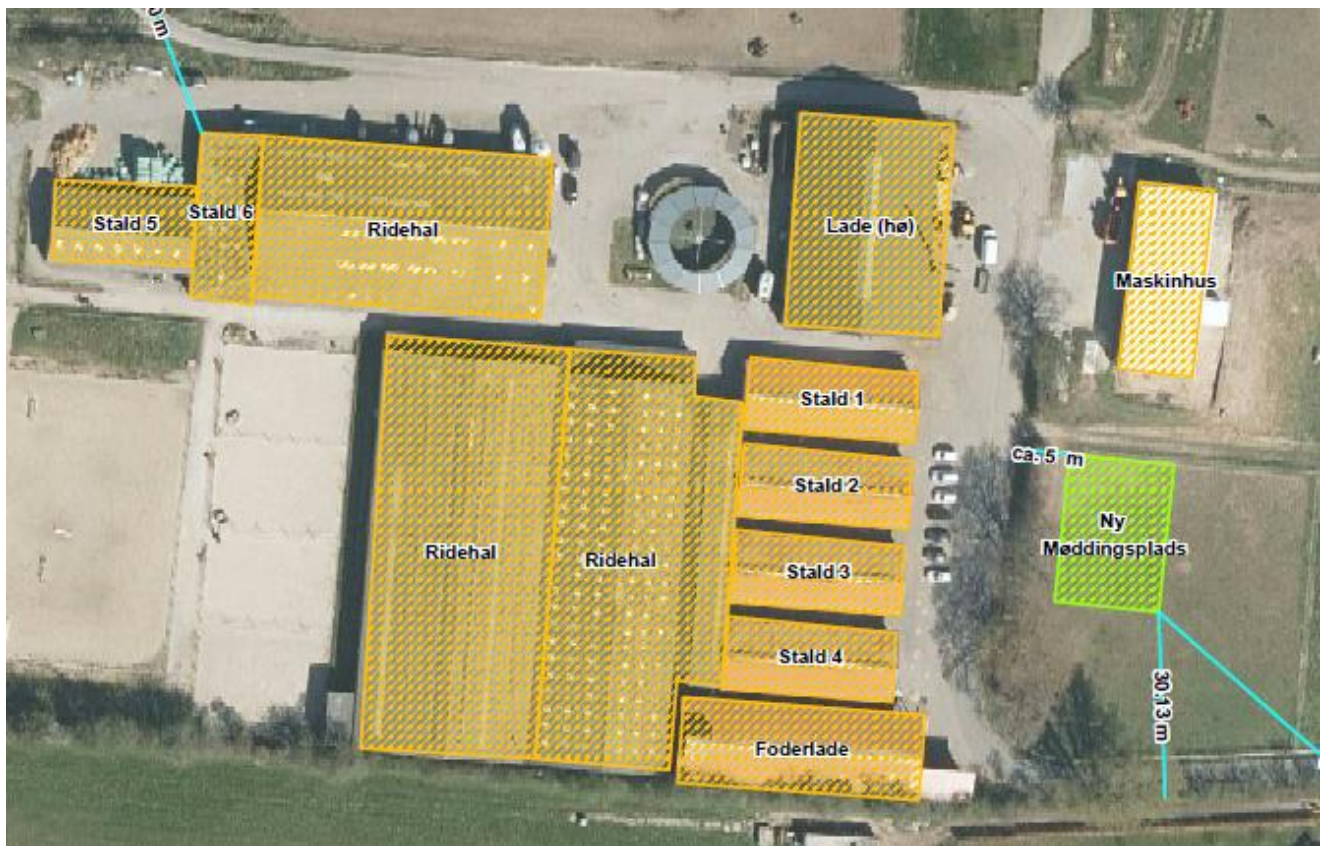 0 m
Stald 5
Stald 6
Ridehal
Lade (hø)
Maskinhus
Stald 1
Stald 2
Stald 3
Stald 4
Ridehal
Ridehal
Foderlade
ca. 5 m
Ny
Møddingsplads
30,13 m